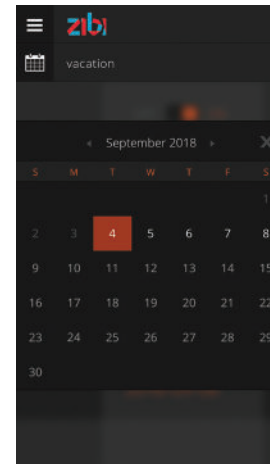 zibi
vacation
September 2018
S M T W T F S
1
2 3 4 5 6 7 8
9 10 11 12 13 14 15
16 17 18 19 20 21 22
23 24 25 26 27 28 29
30